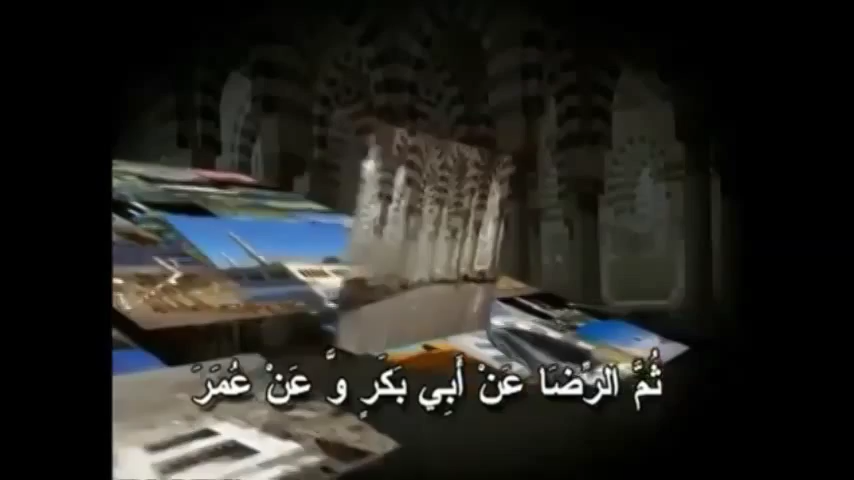 ثُمَّ الرِّضَا عَنْ أَبِي بَكَرٍ وَّ عَنْ عُمَرَ